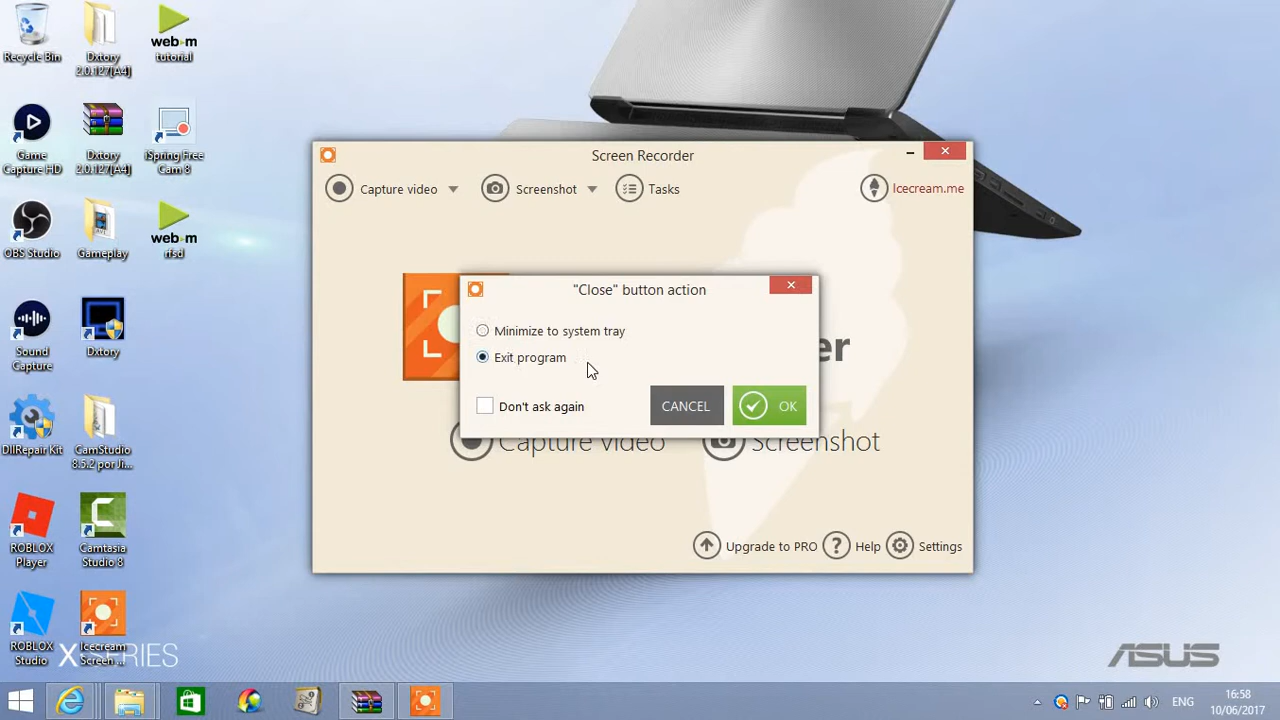 Recycle Bin
Dxtory
2.0.127[A4]
web-m
tutorial
Game
Capture HD
Dxtory
2.0.127[A4]
iSpring Free
Cam 8
OBS Studio
Gameplay
web-m
rfsd
Sound
Capture
Dxtory
DllRepair Kit
CamStudio
8.5.2 por Ji...
ROBLOX
Player
Camtasia
Studio 8
ROBLOX
Studio
Icecream
Screen ...
X SERIES
Screen Recorder
Capture video
Screenshot
Tasks
Icecream.me
"Close" button action
Minimize to system tray
Exit program
Don't ask again
CANCEL
OK
er
Capture video
Screenshot
Upgrade to PRO
Help
Settings
ASUS
ENG
16:58
10/06/2017